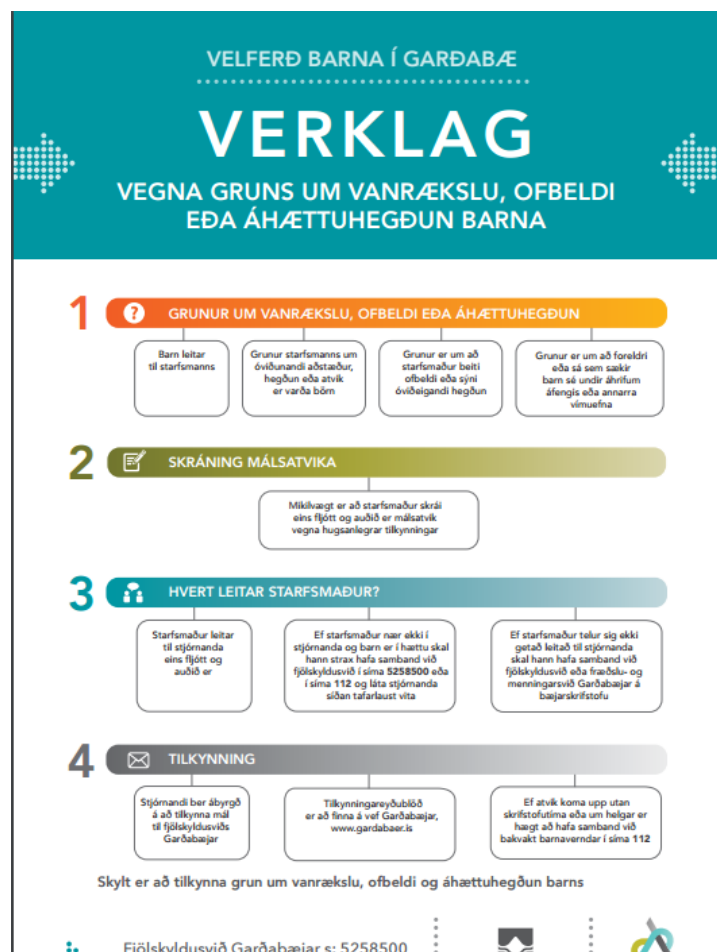 VELFERÐ BARNA Í GARÐABÆ
VERKLAG
VEGNA GRUNS UM VANRÆKSLU, OFBELDI
EÐA ÁHÆTTUHEGÐUN BARNA
1
?
GRUNUR UM VANRÆKSLU, OFBELDI EÐA ÁHÆTTUHEGÐUN
Barn leitar
til starfsmanns
Grunur starfsmanns um
óviðunandi aðstæður,
hegðun eða atvik
er varða börn
Grunur er um að
starfsmaður beiti
ofbeldi eða sýni
óviðeigandi hegðun
Grunur er um að foreldri
eða sá sem sækir
barn sé undir áhrifum
áfengis eða annarra
vímuefna
2
SKRÁNING MÁLSATVIKA
Mikilvægt er að starfsmaður skrái
eins fljótt og auðið er málsatvik
vegna hugsanlegrar tilkynningar
3
HVERT LEITAR STARFSMAÐUR?
Starfsmaður leitar
til stjórnanda
eins fljótt og
auðið er
Ef starfsmaður nær ekki í
stjórnanda og barn er í hættu skal
hann strax hafa samband við
fjölskyldusvið í síma 5258500 eða
í síma 112 og láta stjórnanda
síðan tafarlaust vita
Ef starfsmaður telur sig ekki
getað leitað til stjórnanda
skal hann hafa samband við
fjölskyldusvið eða fræðslu- og
menningarsvið Garðabæjar á
bæjarskrifstofu
4
TILKYNNING
Stjórnandi ber ábyrgð
á að tilkynna mál
til fjölskyldusviðs
Garðabæjar
Tilkynningareyðublöð
er að finna á vef Garðabæjar,
www.gardabaer.is
Ef atvik koma upp utan
skrifstofutíma eða um helgar er
hægt að hafa samband við
bakvakt barnaverndar í síma 112
Skylt er að tilkynna grun um vanrækslu, ofbeldi og áhættuhegðun barns
Fjölskyldusvið Garðabæjar s: 5258500